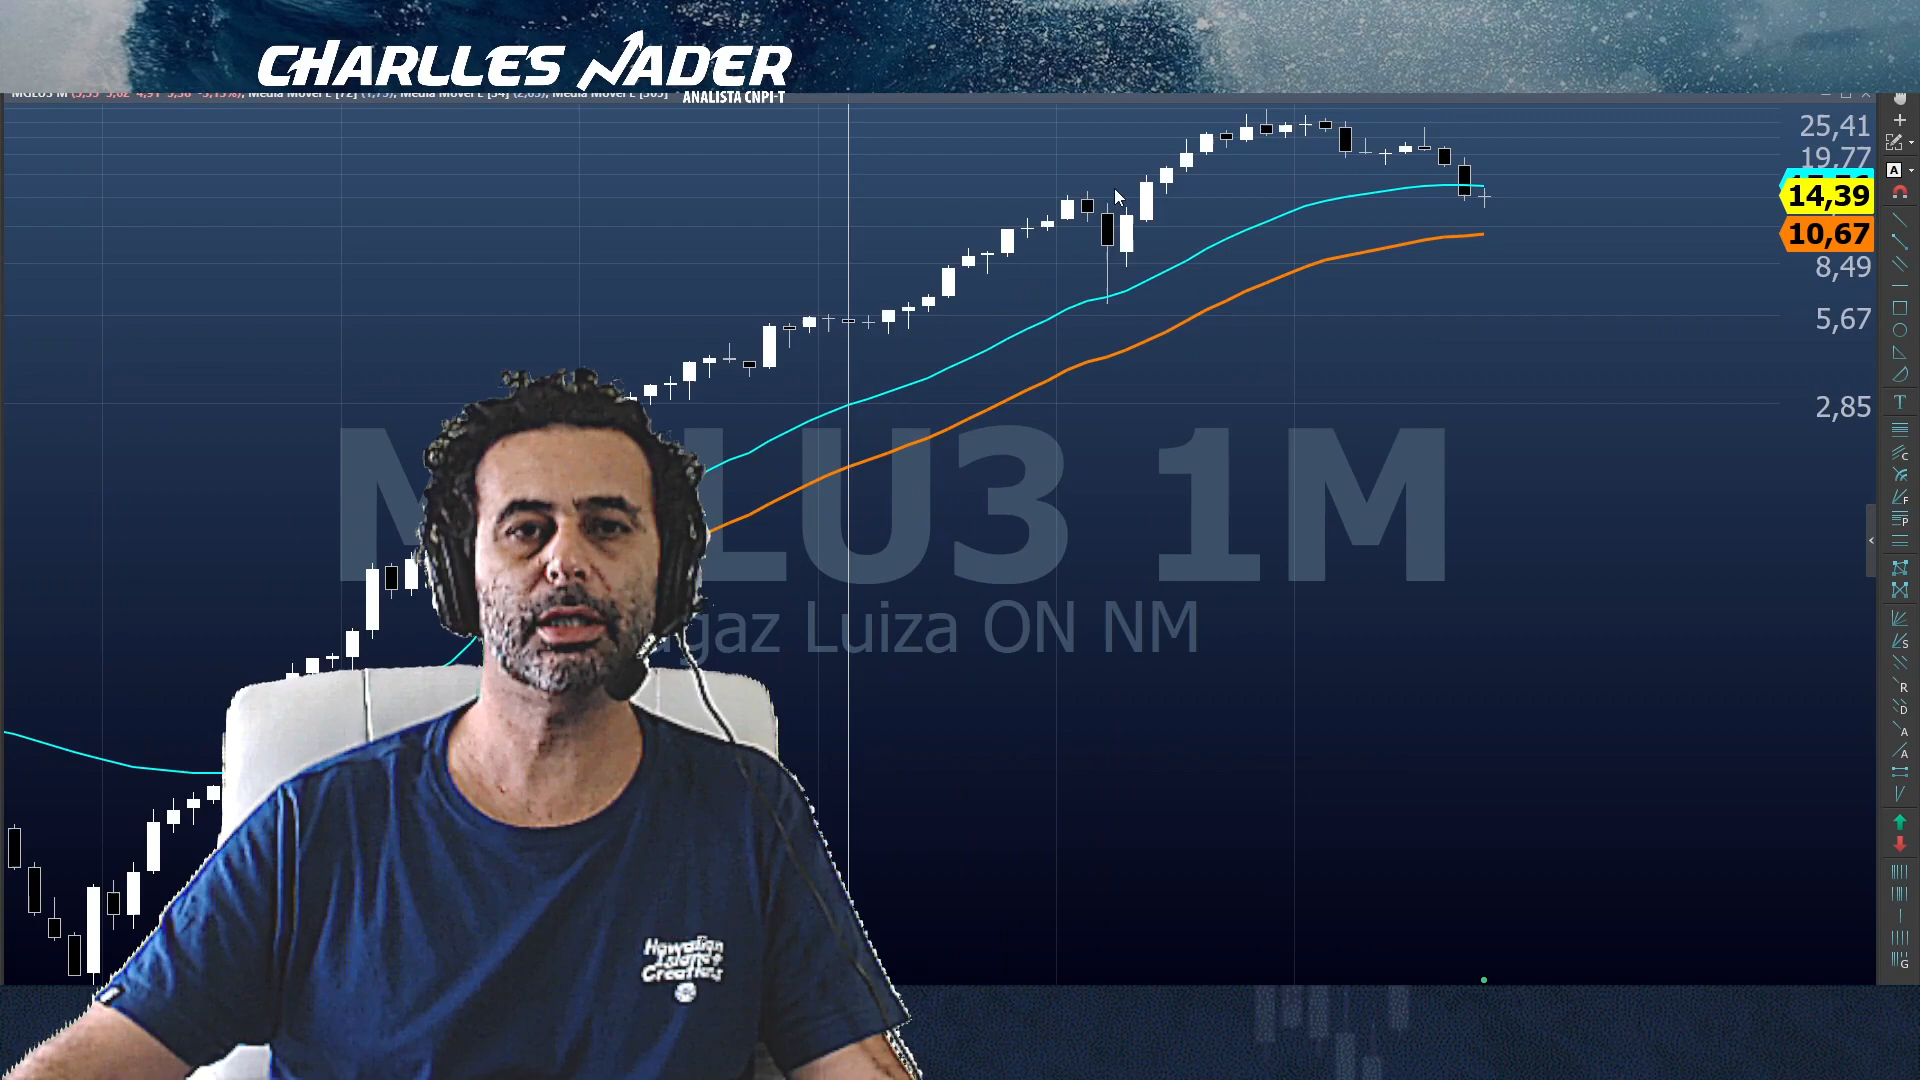 CHARLLES NADER
ANALISTA CNPI-T
25,41
19,77
14,39
10,67
8,49
5,67
2,85
LU3 1M
gaz Luiza ON NM
Hawaiian
Islands
Creations